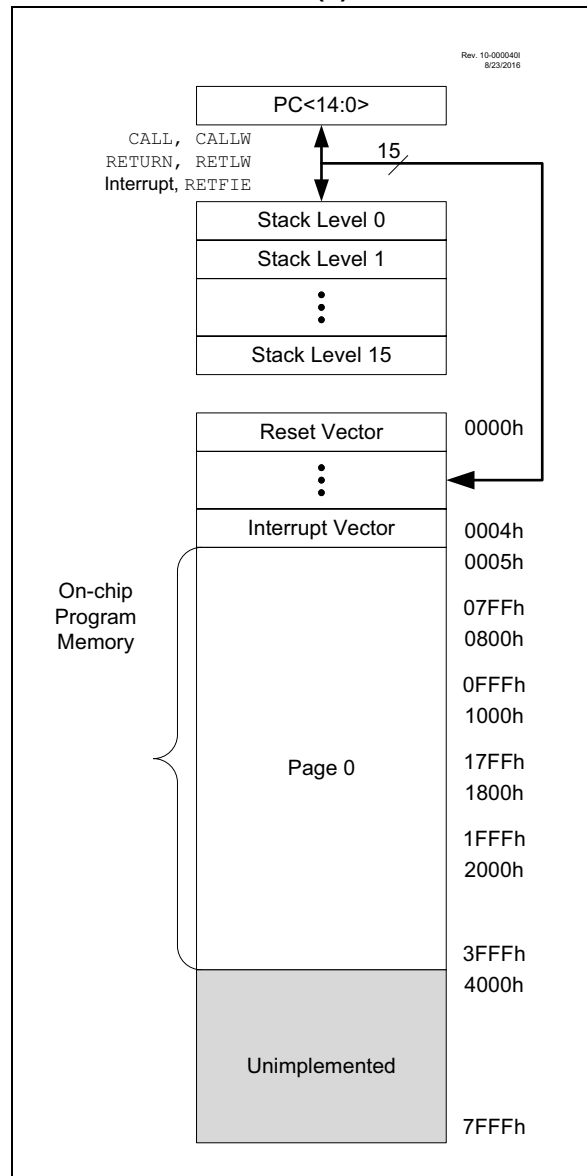 (   )
Rev. 10-000040I
8/23/2016
PC<14:0>
CALL, CALLW
RETURN, RETLW
Interrupt, RETFIE
15
Stack Level 0
Stack Level 1
Stack Level 15
Reset Vector
0000h
Interrupt Vector
0004h
0005h
On-chip
Program
Memory
07FFh
0800h
0FFFh
1000h
Page 0
17FFh
1800h
1FFFh
2000h
3FFFh
4000h
Unimplemented
7FFFh